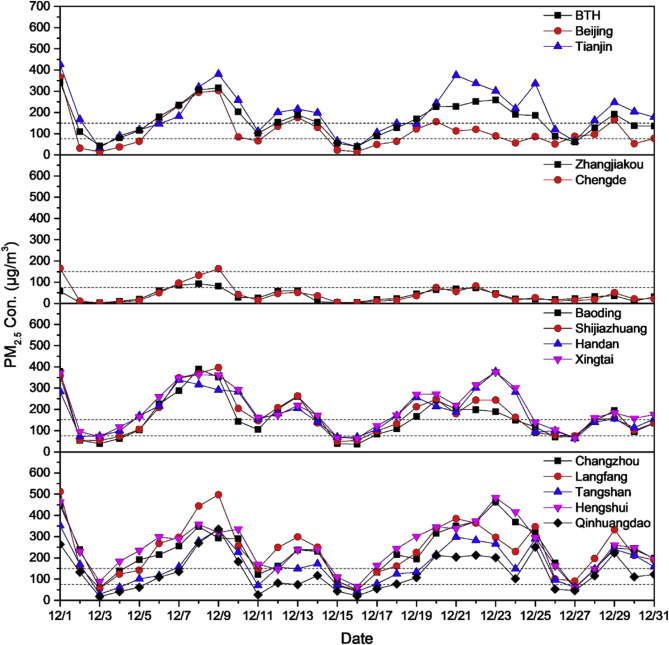 700
600
500
400
300
200
100
0
BTH
Beijing
Tianjin
600
500
400
300
200
100
0
Zhangjiakou
Chengde
600
500
400
300
200
100
0
Baoding
Shijiazhuang
Handan
Xingtai
600
500
400
300
200
100
0
Changzhou
Langfang
Tangshan
Hengshui
Qinhuangdao
PM2.5 Con. (μg/m3)
12/1 12/3 12/5 12/7 12/9 12/11 12/13 12/15 12/17 12/19 12/21 12/23 12/25 12/27 12/29 12/31
Date